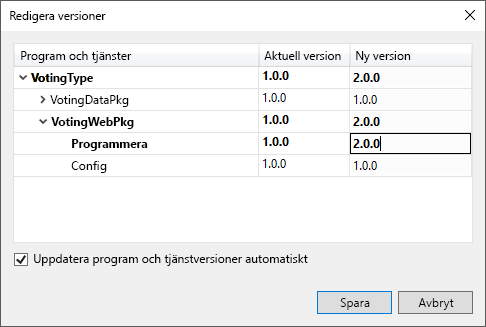 Redigera versioner
Program och tjänster Aktuell version Ny version
VotingType 1.0.0 2.0.0
VotingDataPkg 1.0.0 1.0.0
VotingWebPkg 1.0.0 2.0.0
Programmera 1.0.0 2.0.0
Config 1.0.0 1.0.0
Uppdatera program och tjänstversioner automatiskt
Spara Avbryt